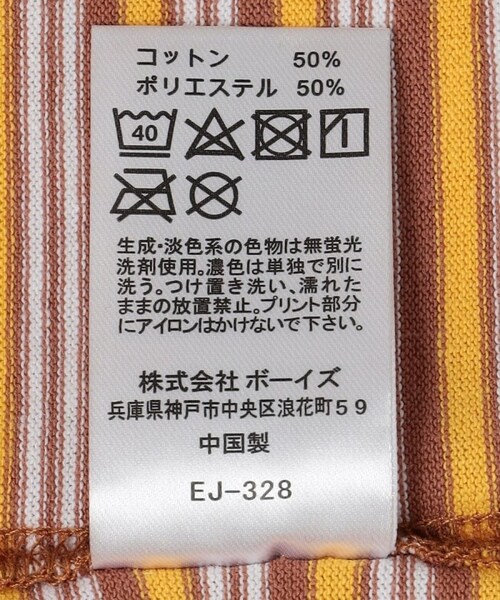 コットン 50%
ポリエステル 50%
40
生成・淡色系の色物は無蛍光
洗剤使用。濃色は単独で別に
洗う。つけ置き洗い、濡れた
ままの放置禁止。プリント部分
にアイロンはかけないで下さい。
株式会社 ボーイズ
兵庫県神戸市中央区浪花町59
中国製
EJ-328